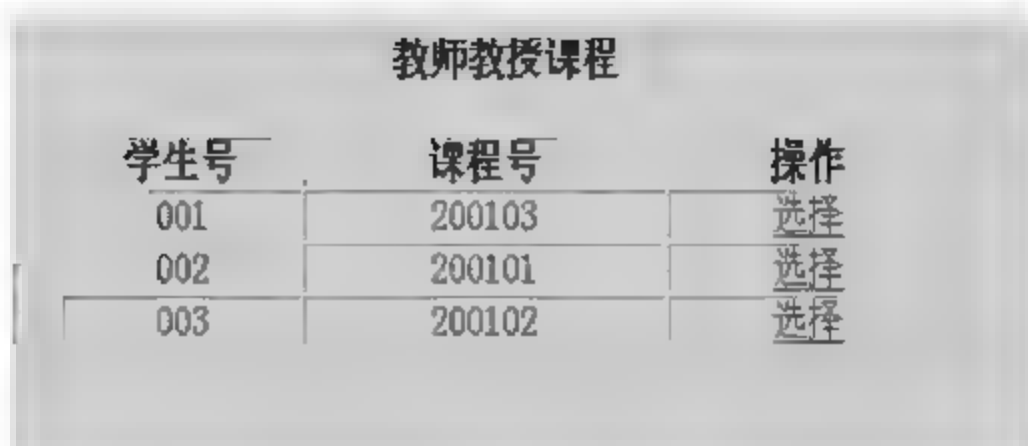 教师教授课程
学生号 课程号 操作
001 200103 选择
002 200101 选择
003 200102 选择